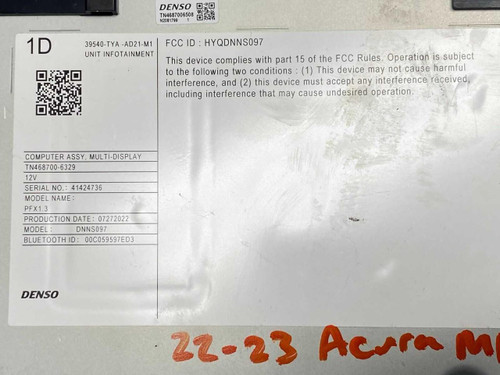 DENSO
TN4687006508
1D
39540-TYA -AD21-M1
UNIT INFOTAINMENT
FCC ID : HYQDNNS097
This device complies with part 15 of the FCC Rules. Operation is subject
to the following two conditions : (1) This device may not cause harmful
interference, and (2) this device must accept any interference received,
including interference that may cause undesired operation.
COMPUTER ASSY, MULTI-DISPLAY
TN468700-6329
12V
SERIAL NO.: 41424736
MODEL NAME:
PFX1.3
PRODUCTION DATE: 07272022
MODEL: DNNS097
BLUETOOTH ID: 00C059597ED3
DENSO
22-23 Acura